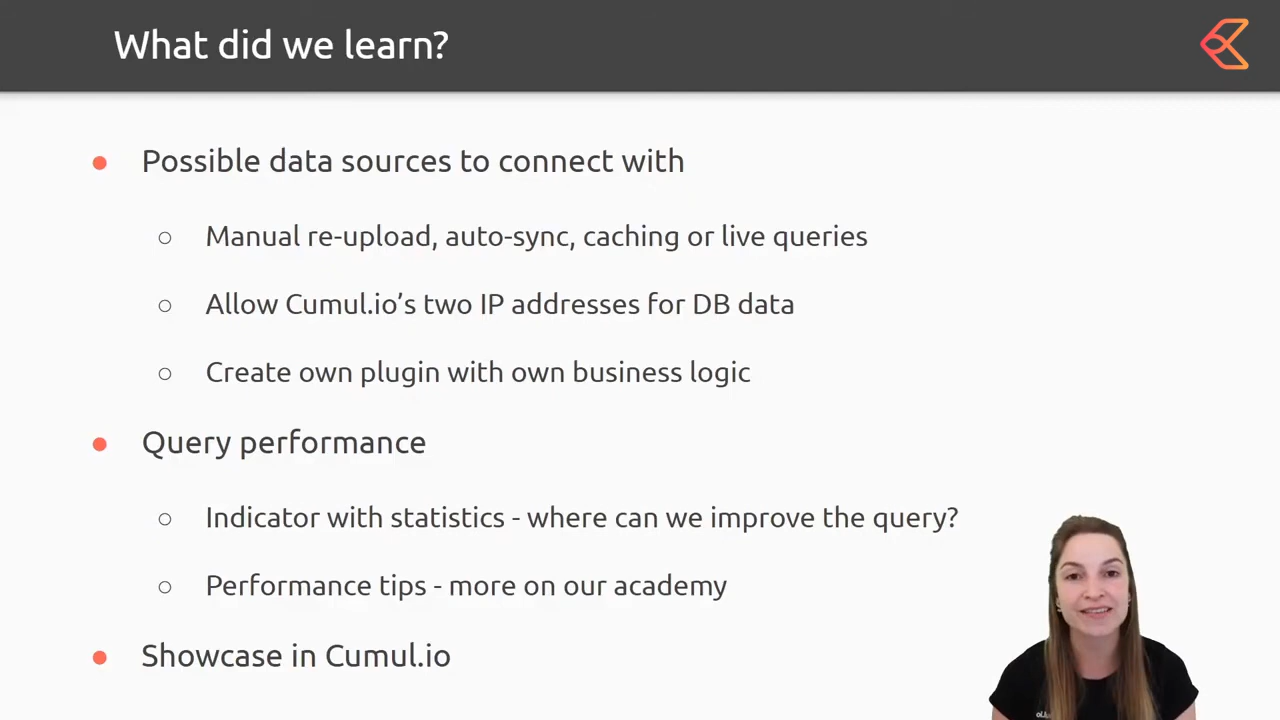 What did we learn?
Possible data sources to connect with
Manual re-upload, auto-sync, caching or live queries
Allow Cumul.io’s two IP addresses for DB data
Create own plugin with own business logic
Query performance
Indicator with statistics - where can we improve the query?
Performance tips - more on our academy
Showcase in Cumul.io